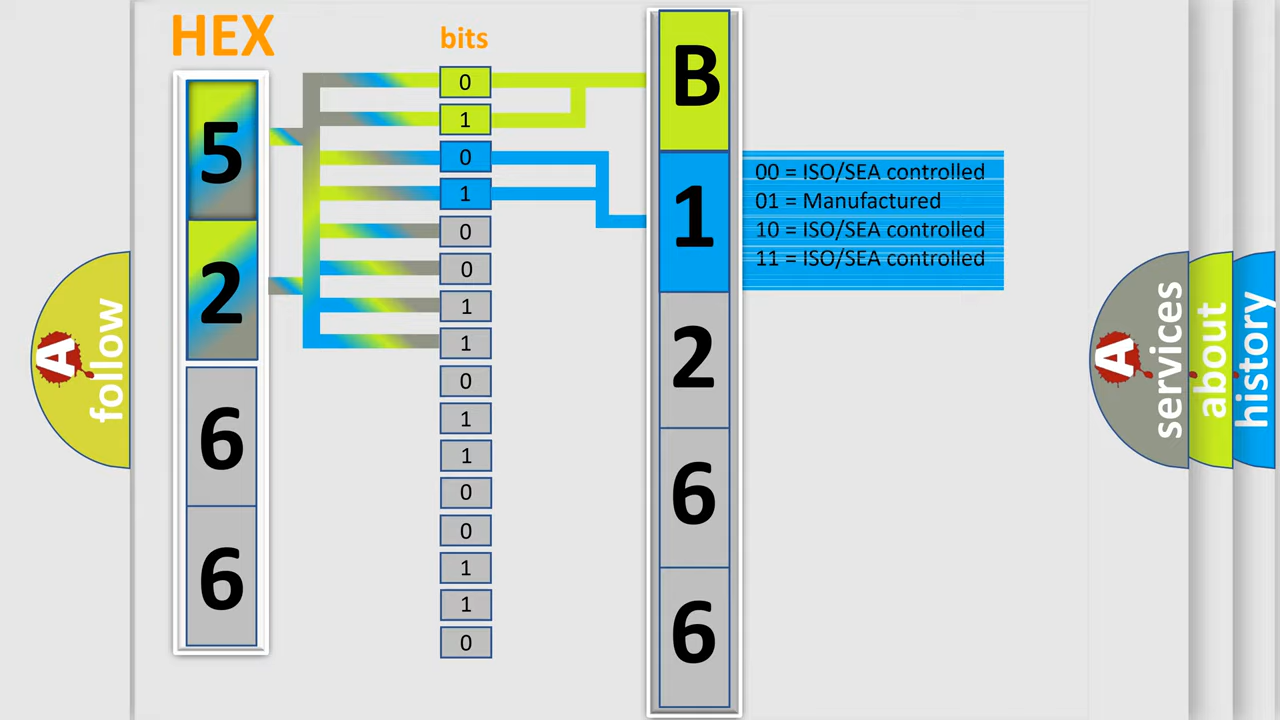 HEX
bits
5
2
6
6
0
1
0
1
0
0
1
1
0
1
1
0
0
1
1
0
B
1
2
6
6
00 = ISO/SEA controlled
01 = Manufactured
10 = ISO/SEA controlled
11 = ISO/SEA controlled
A
follow
A
services
about
history